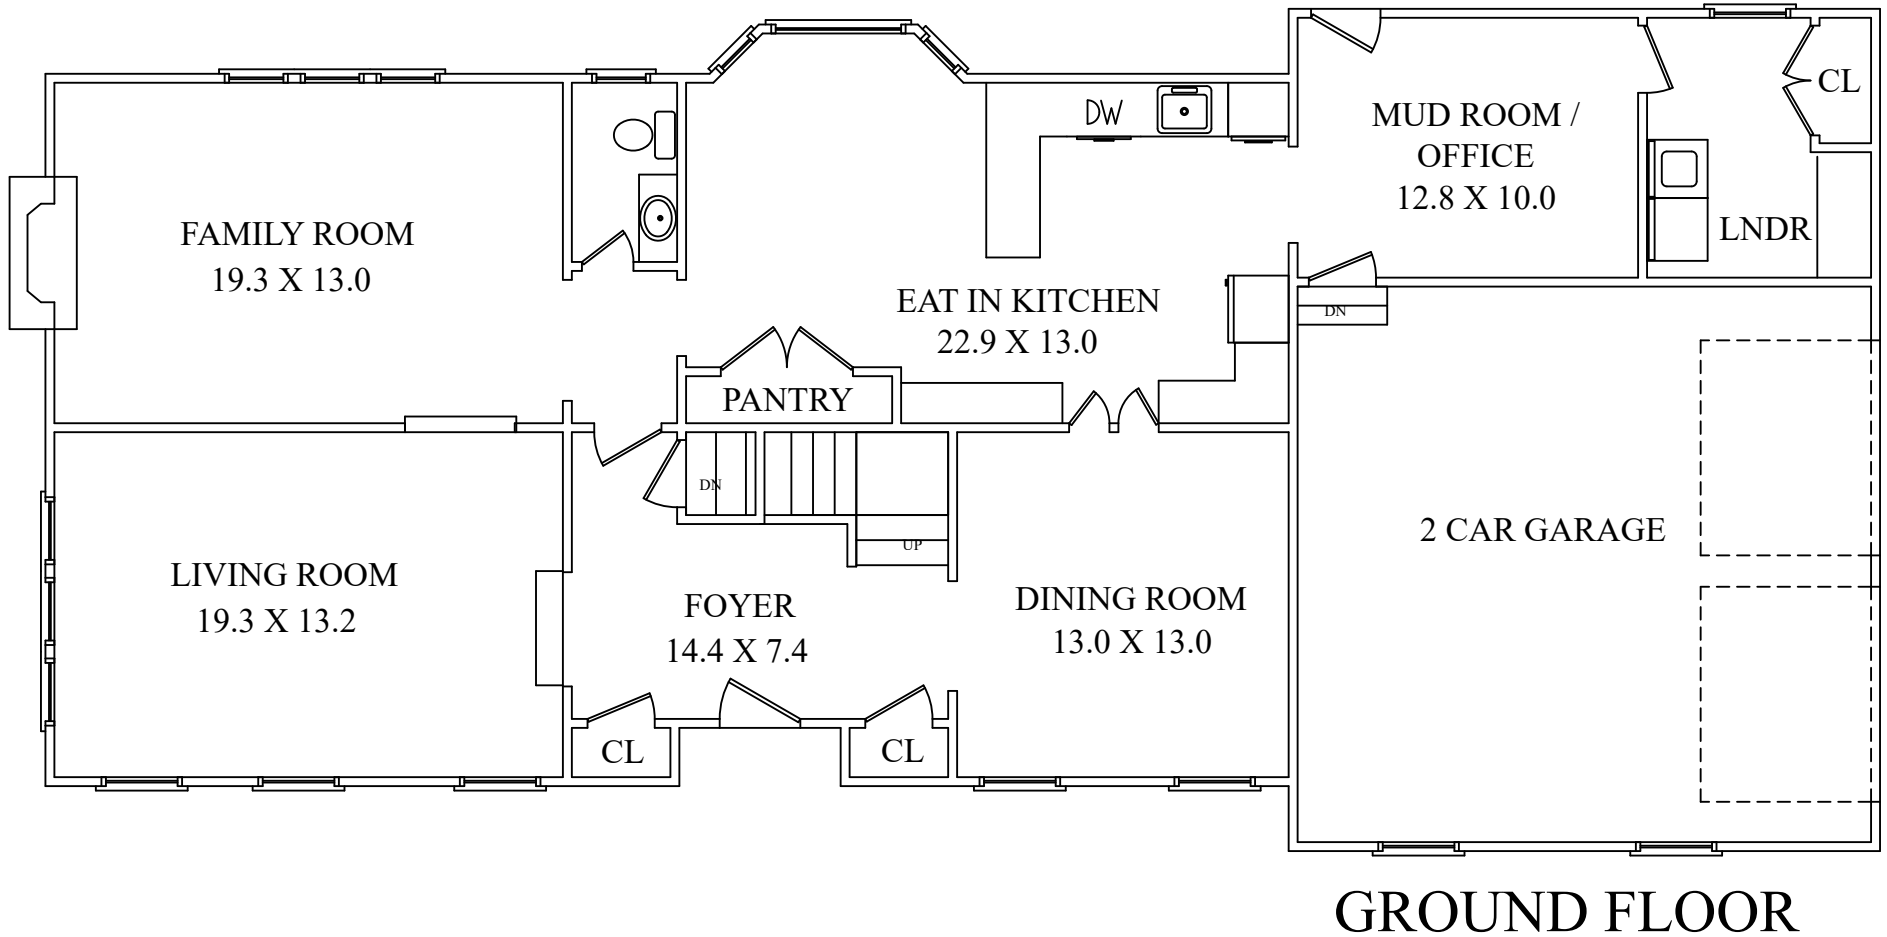 DW
MUD ROOM /
OFFICE
12.8 X 10.0
CL
LNDR
FAMILY ROOM
19.3 X 13.0
EAT IN KITCHEN
22.9 X 13.0
DN
PANTRY
DN
UP
2 CAR GARAGE
LIVING ROOM
19.3 X 13.2
FOYER
14.4 X 7.4
DINING ROOM
13.0 X 13.0
CL
CL
GROUND FLOOR